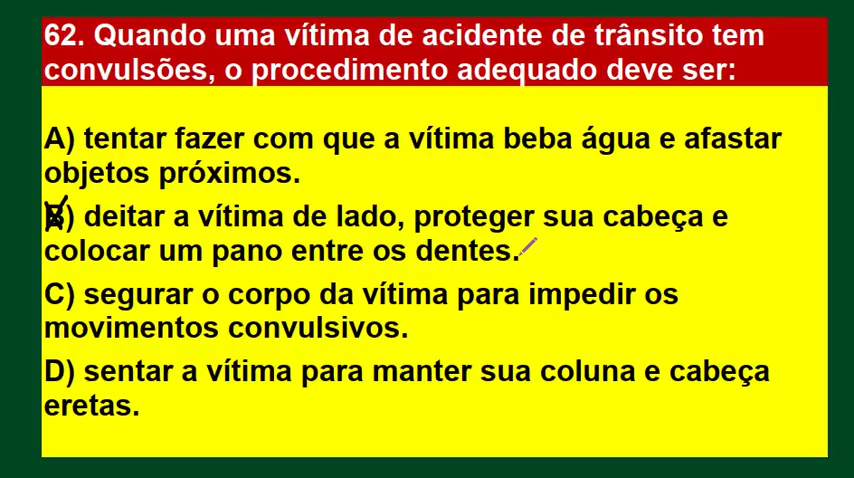 62. Quando uma vítima de acidente de trânsito tem
convulsões, o procedimento adequado deve ser:
A) tentar fazer com que a vítima beba água e afastar
objetos próximos.
B) deitar a vítima de lado, proteger sua cabeça e
colocar um pano entre os dentes.
C) segurar o corpo da vítima para impedir os
movimentos convulsivos.
D) sentar a vítima para manter sua coluna e cabeça
eretas.